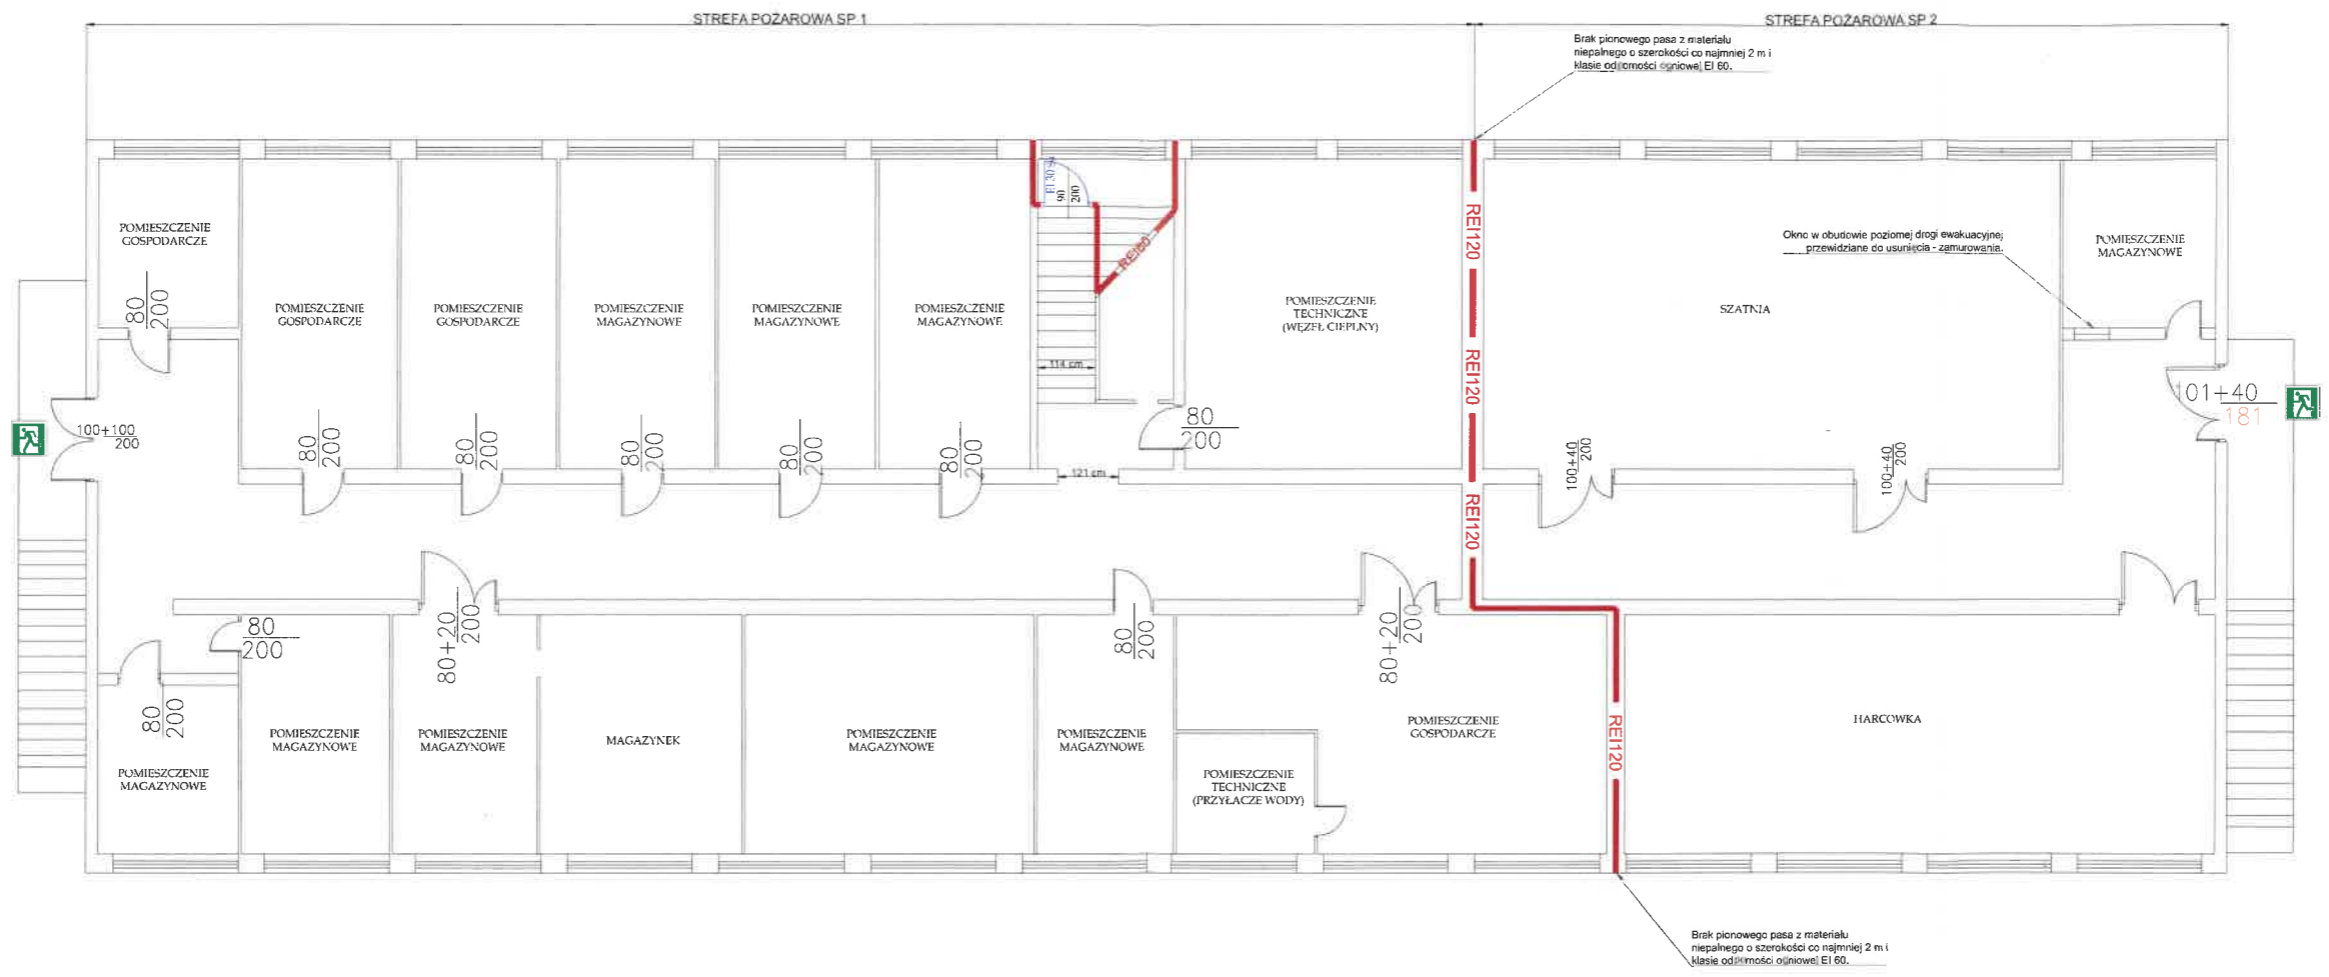 STREFA POŻAROWA SP 1
STREFA POŻAROWA SP 2
Brak pionowego pasa z materiału
niepalnego o szerokości co najmniej 2 m i
klasie odporności ogniowej EI 60.
POMIESZCZENIE
GOSPODARCZE
80
200
POMIESZCZENIE
GOSPODARCZE
80
200
POMIESZCZENIE
GOSPODARCZE
80
200
POMIESZCZENIE
MAGAZYNOWE
80
200
POMIESZCZENIE
MAGAZYNOWE
80
200
POMIESZCZENIE
MAGAZYNOWE
80
200
90
200
REI60
114 cm
121 cm
POMIESZCZENIE
TECHNICZNE
(WĘZEŁ CIEPLNY)
80
200
REI120
REI120
REI120
REI120
SZATNIA
100+40
200
100+40
200
Okno w obudowie poziomej drogi ewakuacyjnej
przewidziane do usunięcia - zamurowania.
POMIESZCZENIE
MAGAZYNOWE
101+40
181
100+100
200
80
200
POMIESZCZENIE
MAGAZYNOWE
80
200
POMIESZCZENIE
MAGAZYNOWE
80+20
200
POMIESZCZENIE
MAGAZYNOWE
MAGAZYNEK
POMIESZCZENIE
MAGAZYNOWE
80
200
POMIESZCZENIE
MAGAZYNOWE
80+20
200
POMIESZCZENIE
GOSPODARCZE
POMIESZCZENIE
TECHNICZNE
(PRZYŁĄCZE WODY)
HARCÓWKA
Brak pionowego pasa z materiału
niepalnego o szerokości co najmniej 2 m i
klasie odporności ogniowej EI 60.